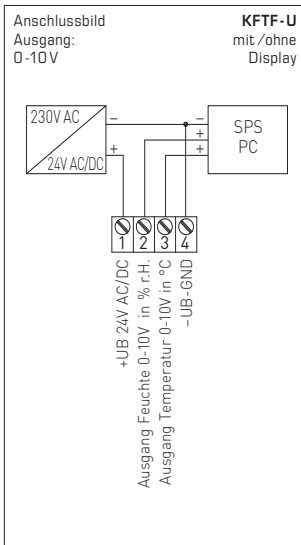 Anschlussbild
Ausgang:
0-10V
KFTF-U
mit/ohne
Display
230V AC
24V AC/DC
–
+
–
+
+
SPS
PC
1 2 3 4
+UB 24V AC/DC
Ausgang Feuchte 0-10V in % r.H.
Ausgang Temperatur 0-10V in °C
–UB-GND